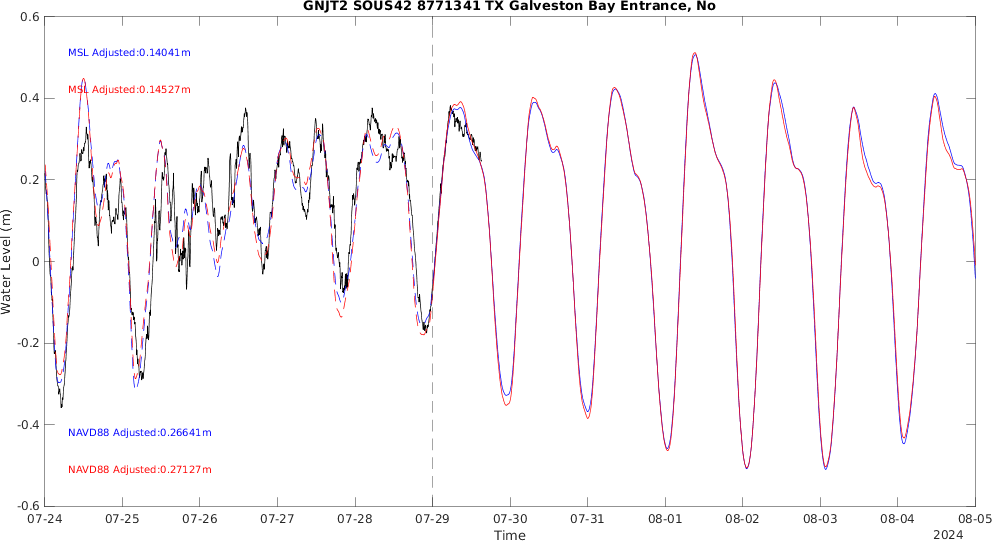 GNJT2 SOUS42 8771341 TX Galveston Bay Entrance, No
0.6
MSL Adjusted:0.14041m
MSL Adjusted:0.14527m
0.4
0.2
0
-0.2
-0.4
-0.6
Water Level (m)
NAVD88 Adjusted:0.26641m
NAVD88 Adjusted:0.27127m
07-24 07-25 07-26 07-27 07-28 07-29 07-30 07-31 08-01 08-02 08-03 08-04 08-05
Time
2024